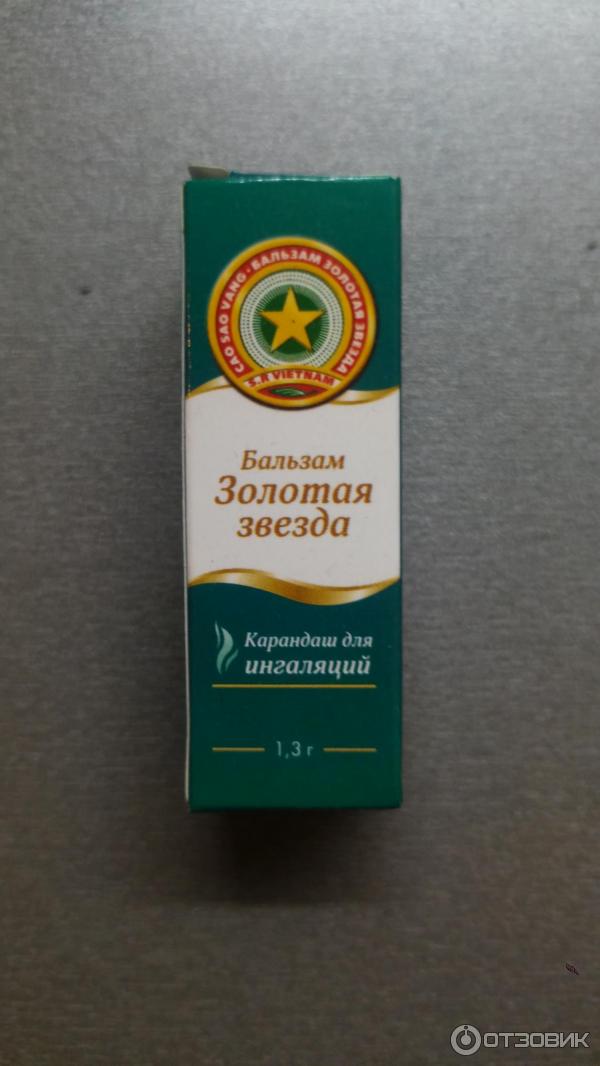 CAO SAO VANG · БАЛЬЗАМ ЗОЛОТАЯ ЗВЕЗДА
S.R VIETNAM
Бальзам
Золотая
звезда
Карандаш для
ингаляций
1,3 г
ОТЗОВИК